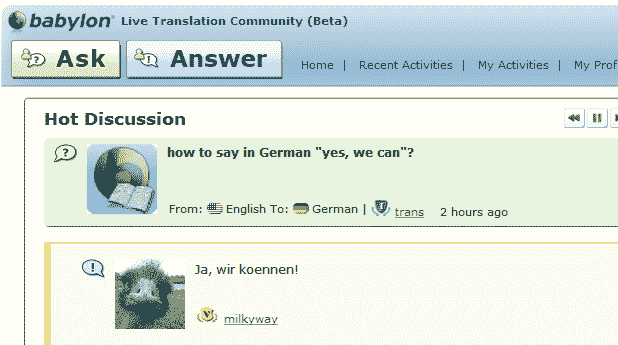 babylon Live Translation Community (Beta)
Ask Answer Home | Recent Activities | My Activities | My Prof
Hot Discussion
how to say in German "yes, we can"?
From: English To: German | trans 2 hours ago
Ja, wir koennen!
milkyway